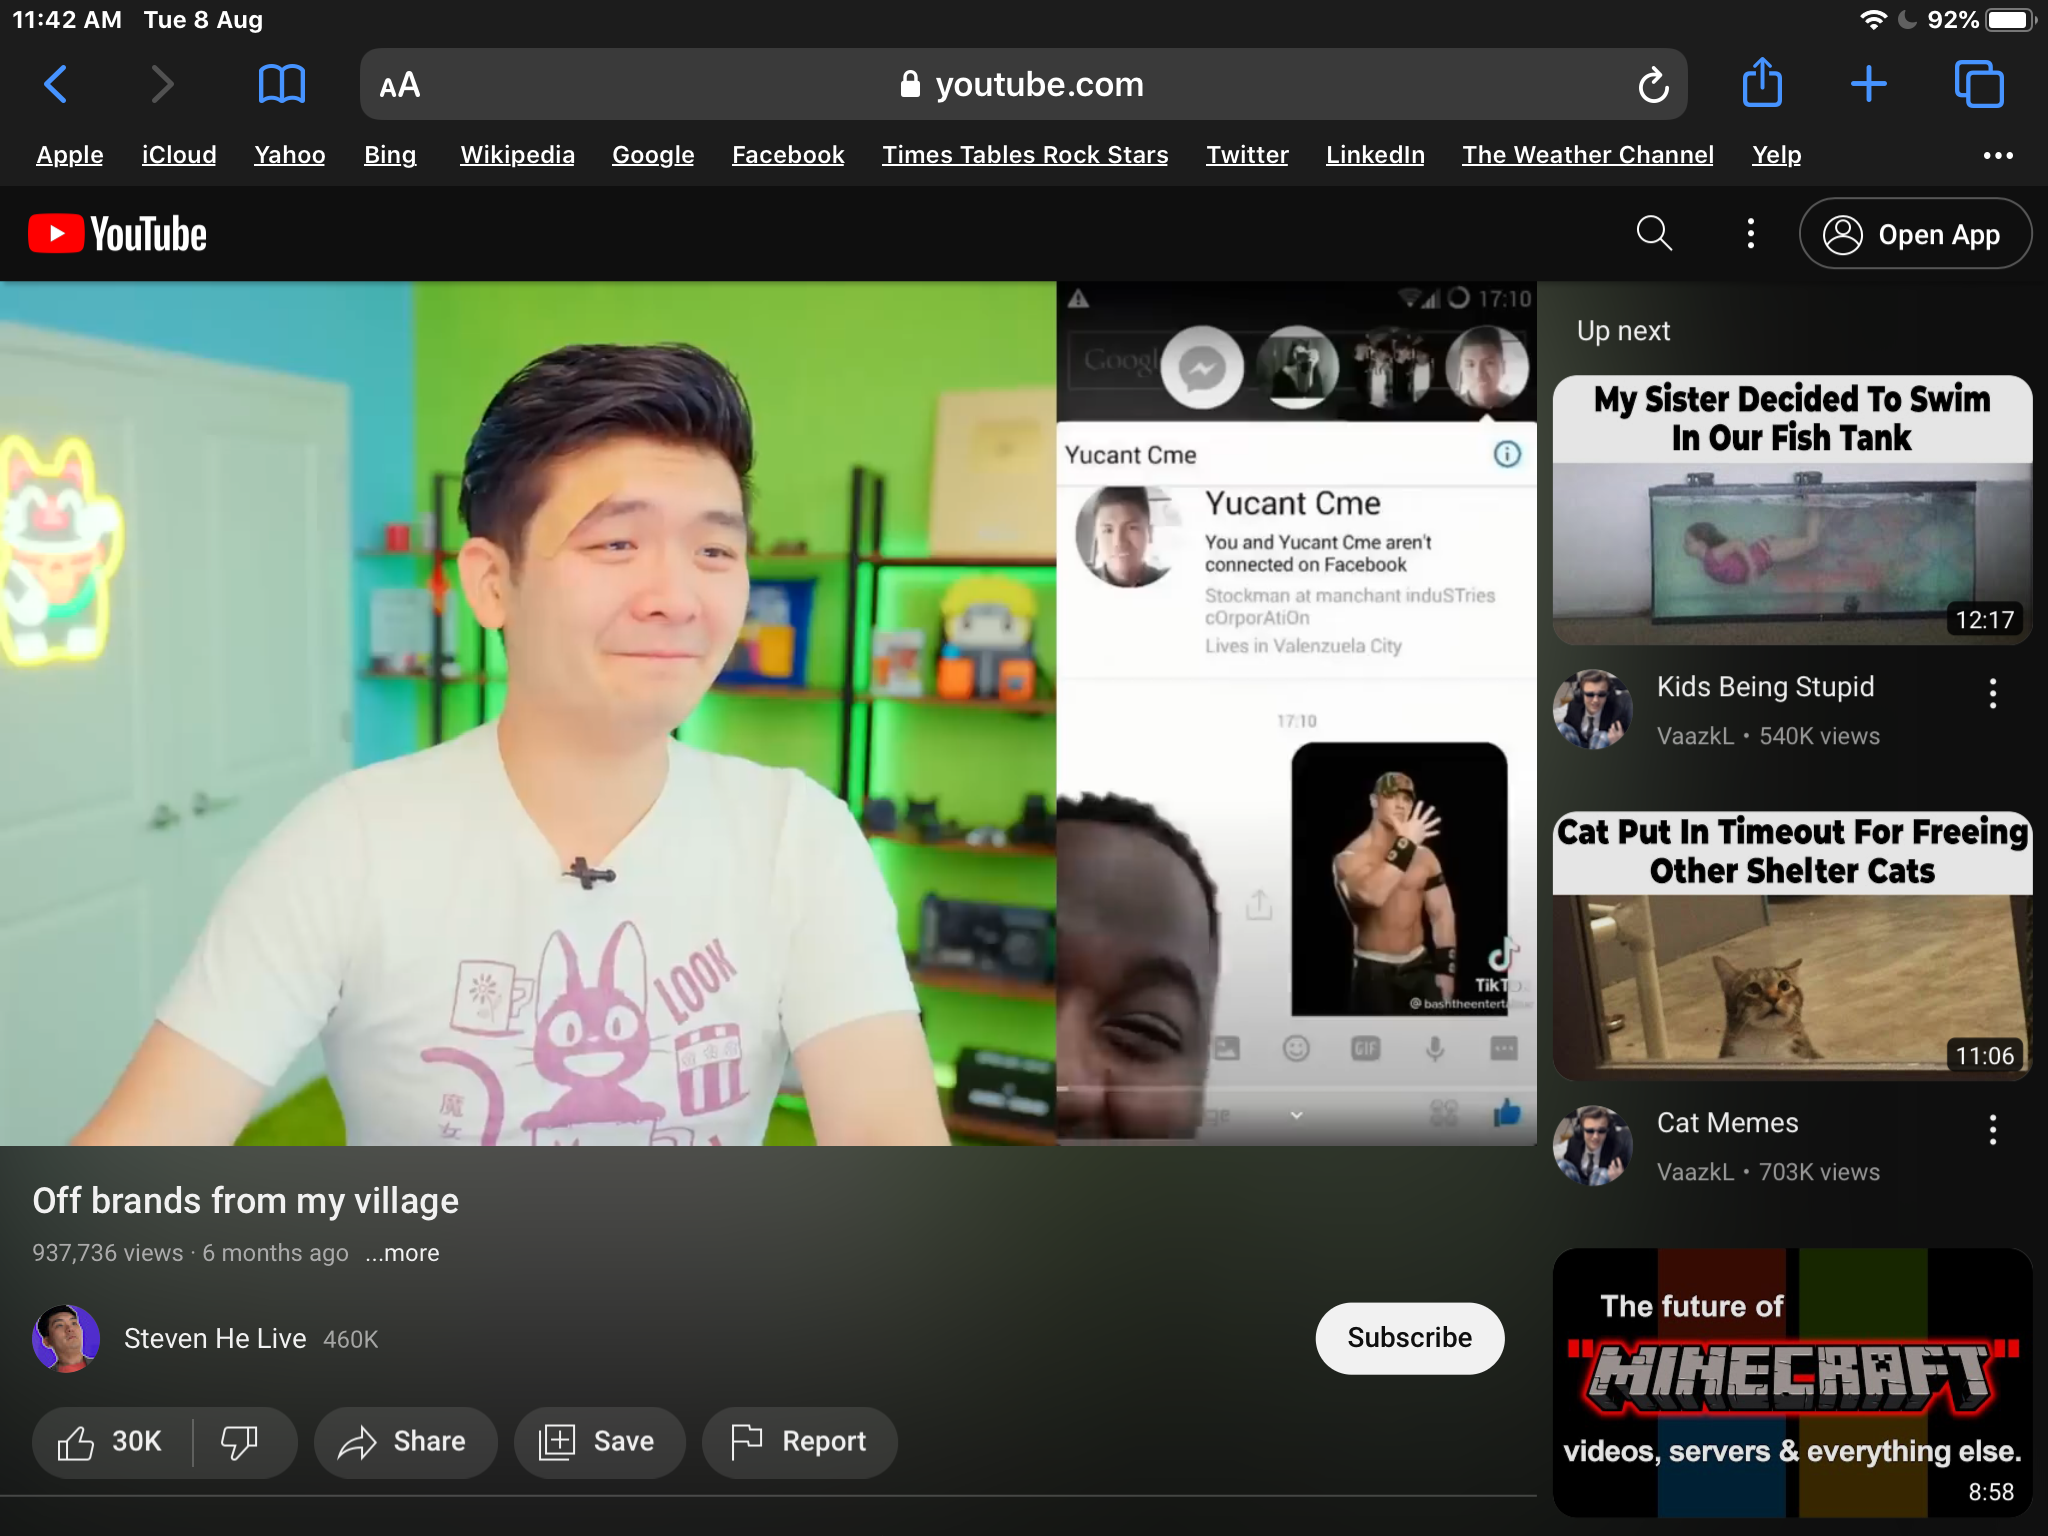 11:42 AM Tue 8 Aug
92%
AA
youtube.com
Apple iCloud Yahoo Bing Wikipedia Google Facebook Times Tables Rock Stars Twitter LinkedIn The Weather Channel Yelp
YouTube
Open App
17:10
Googl
Yucant Cme
Yucant Cme
You and Yucant Cme aren't
connected on Facebook
Stockman at manchant induSTries
cOrporAtiOn
Lives in Valenzuela City
17:10
TikTo
GIF
LOOK
魔
女
Off brands from my village
937,736 views · 6 months ago ...more
Steven He Live 460K
Subscribe
30K
Share
Save
Report
Up next
My Sister Decided To Swim
In Our Fish Tank
12:17
Kids Being Stupid
VaazkL • 540K views
Cat Put In Timeout For Freeing
Other Shelter Cats
11:06
Cat Memes
VaazkL • 703K views
The future of
"MINECRAFT"
videos, servers & everything else.
8:58